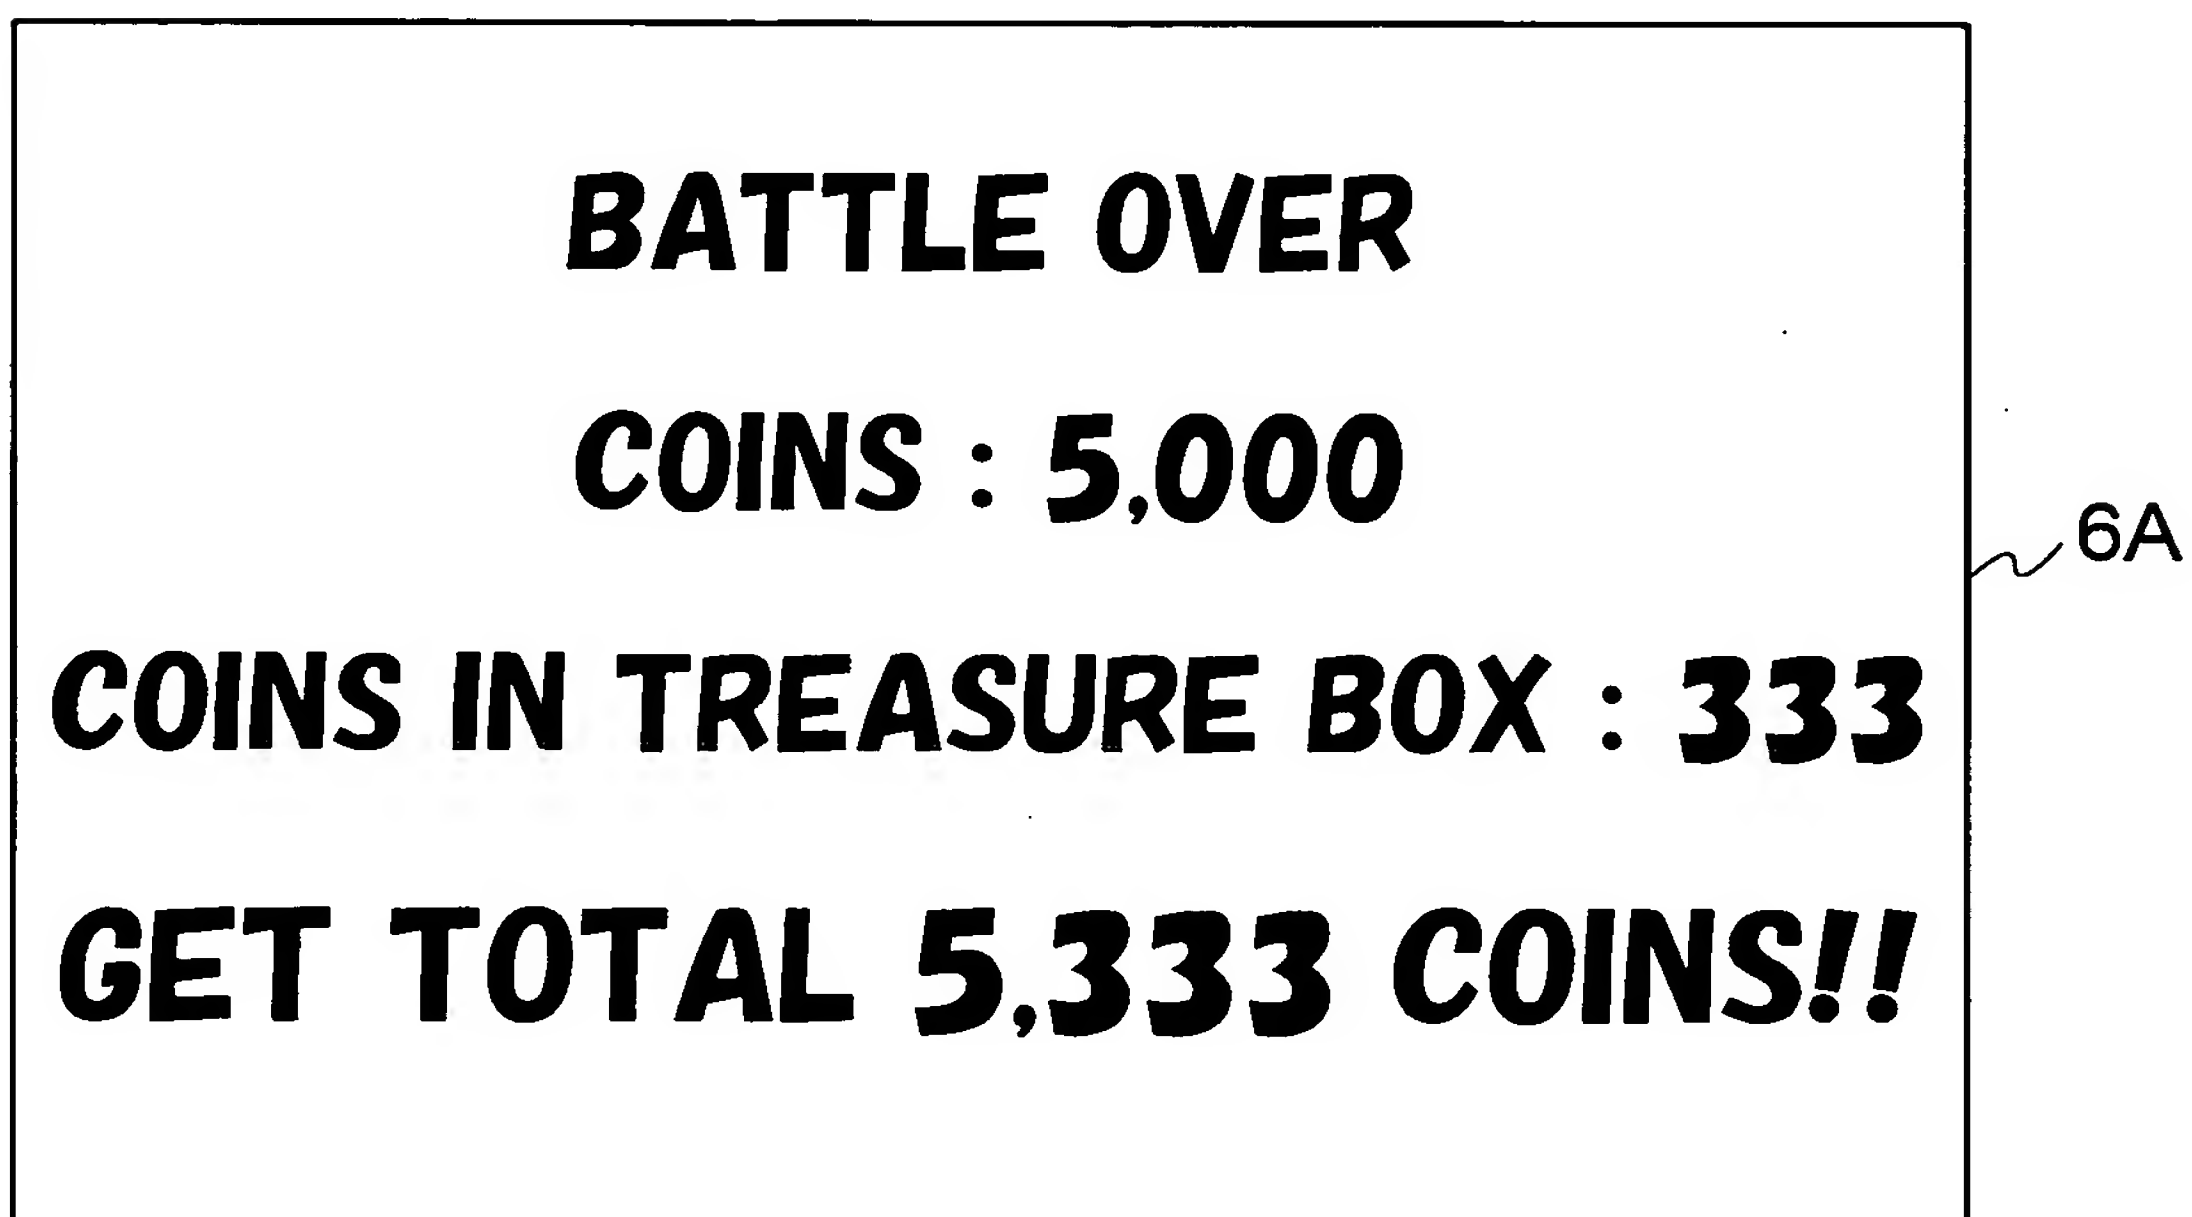 BATTLE OVER
COINS : 5,000
6A
COINS IN TREASURE BOX : 333
GET TOTAL 5,333 COINS!!